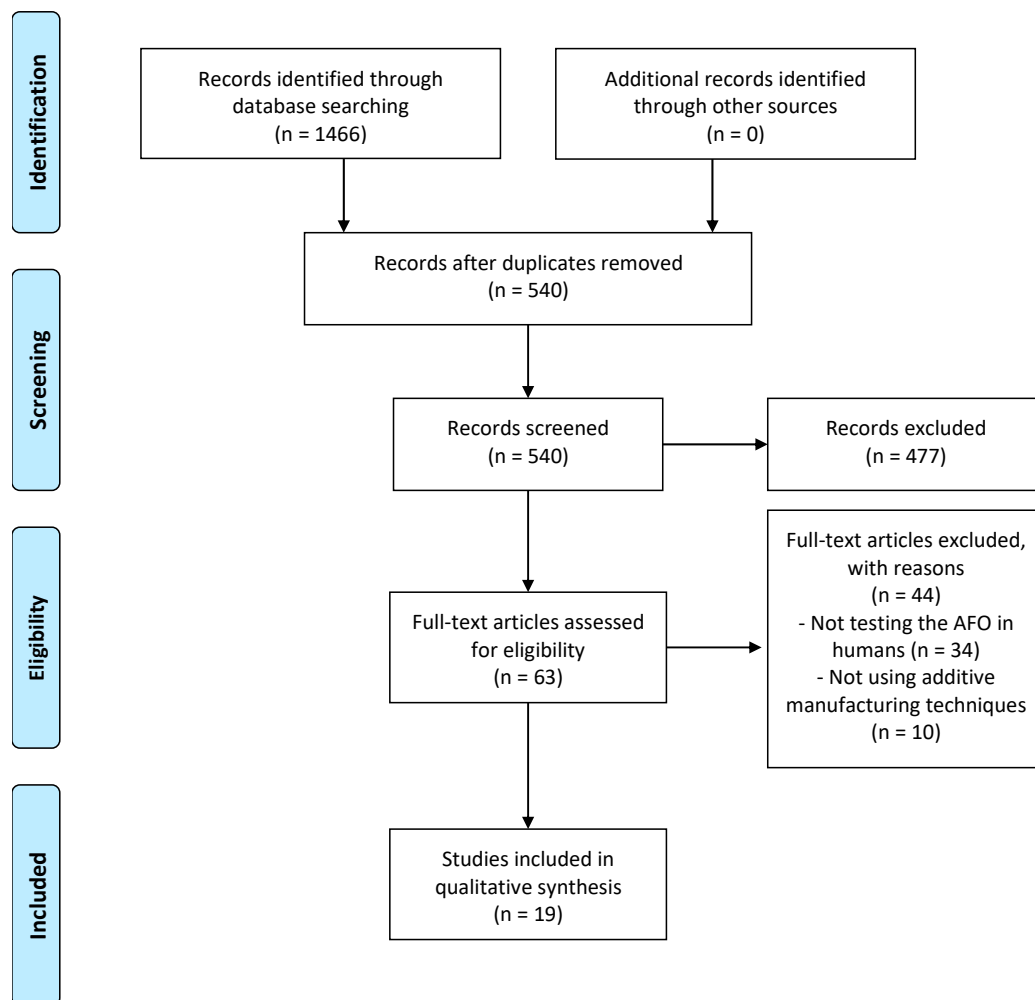 Identification
Records identified through
database searching
(n = 1466)
Additional records identified
through other sources
(n = 0)
Records after duplicates removed
(n = 540)
Screening
Records screened
(n = 540)
Records excluded
(n = 477)
Eligibility
Full-text articles assessed
for eligibility
(n = 63)
Full-text articles excluded,
with reasons
(n = 44)
- Not testing the AFO in
humans (n = 34)
- Not using additive
manufacturing techniques
(n = 10)
Included
Studies included in
qualitative synthesis
(n = 19)